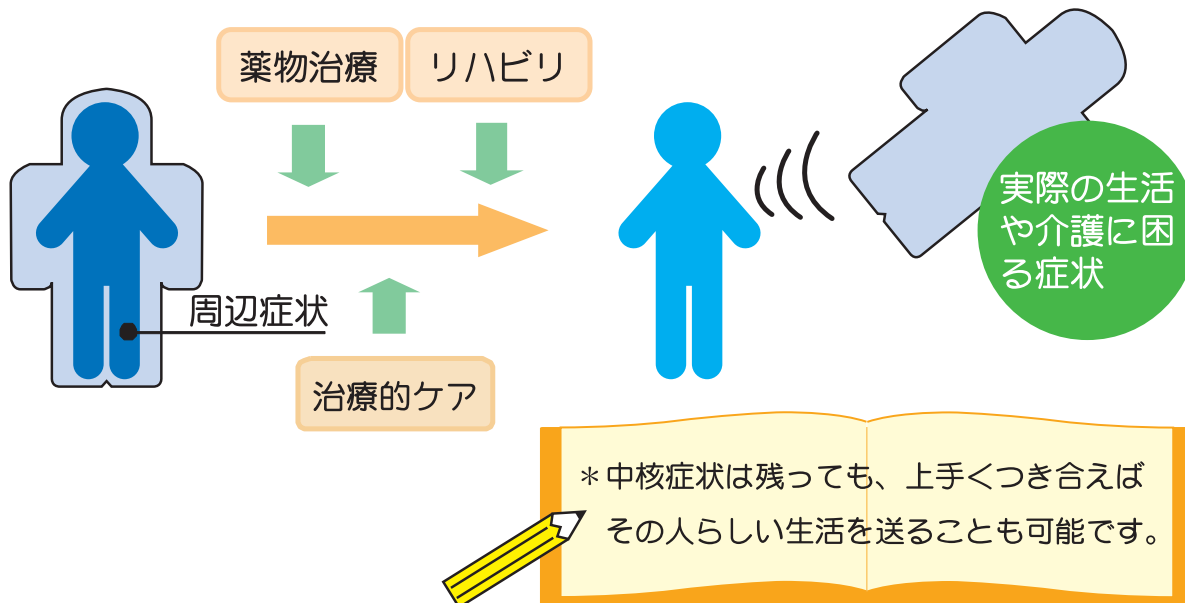 薬物治療
リハビリ
実際の生活
や介護に困
る症状
周辺症状
治療的ケア
＊中核症状は残っても、上手くつき合えば
その人らしい生活を送ることも可能です。